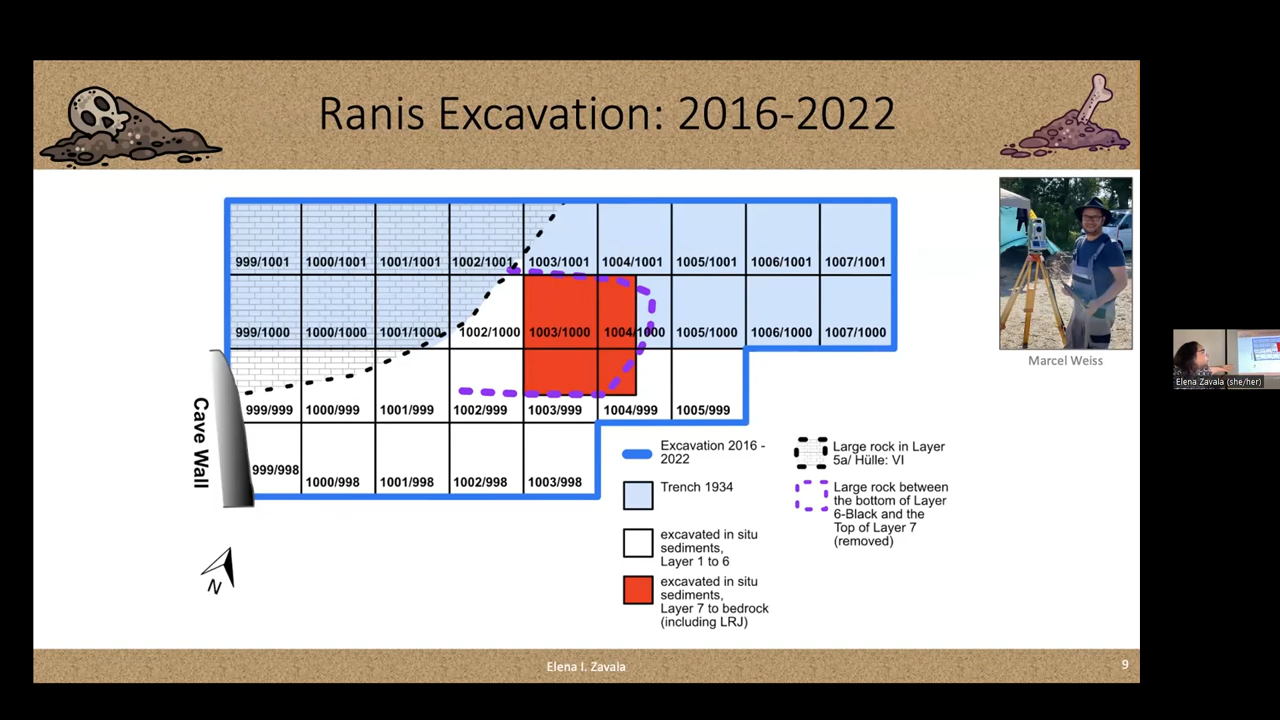 Ranis Excavation: 2016-2022
999/1001 1000/1001 1001/1001 1002/1001 1003/1001 1004/1001 1005/1001 1006/1001 1007/1001
999/1000 1000/1000 1001/1000 1002/1000 1003/1000 1004/1000 1005/1000 1006/1000 1007/1000
999/999 1000/999 1001/999 1002/999 1003/999 1004/999 1005/999
999/998 1000/998 1001/998 1002/998 1003/998
Cave Wall
N
Excavation 2016 -
2022
Trench 1934
excavated in situ
sediments,
Layer 1 to 6
excavated in situ
sediments,
Layer 7 to bedrock
(including LRJ)
Large rock in Layer
5a/ Hülle: VI
Large rock between
the bottom of Layer
6-Black and the
Top of Layer 7
(removed)
Marcel Weiss
Elena Zavala (she/her)
Elena I. Zavala
9